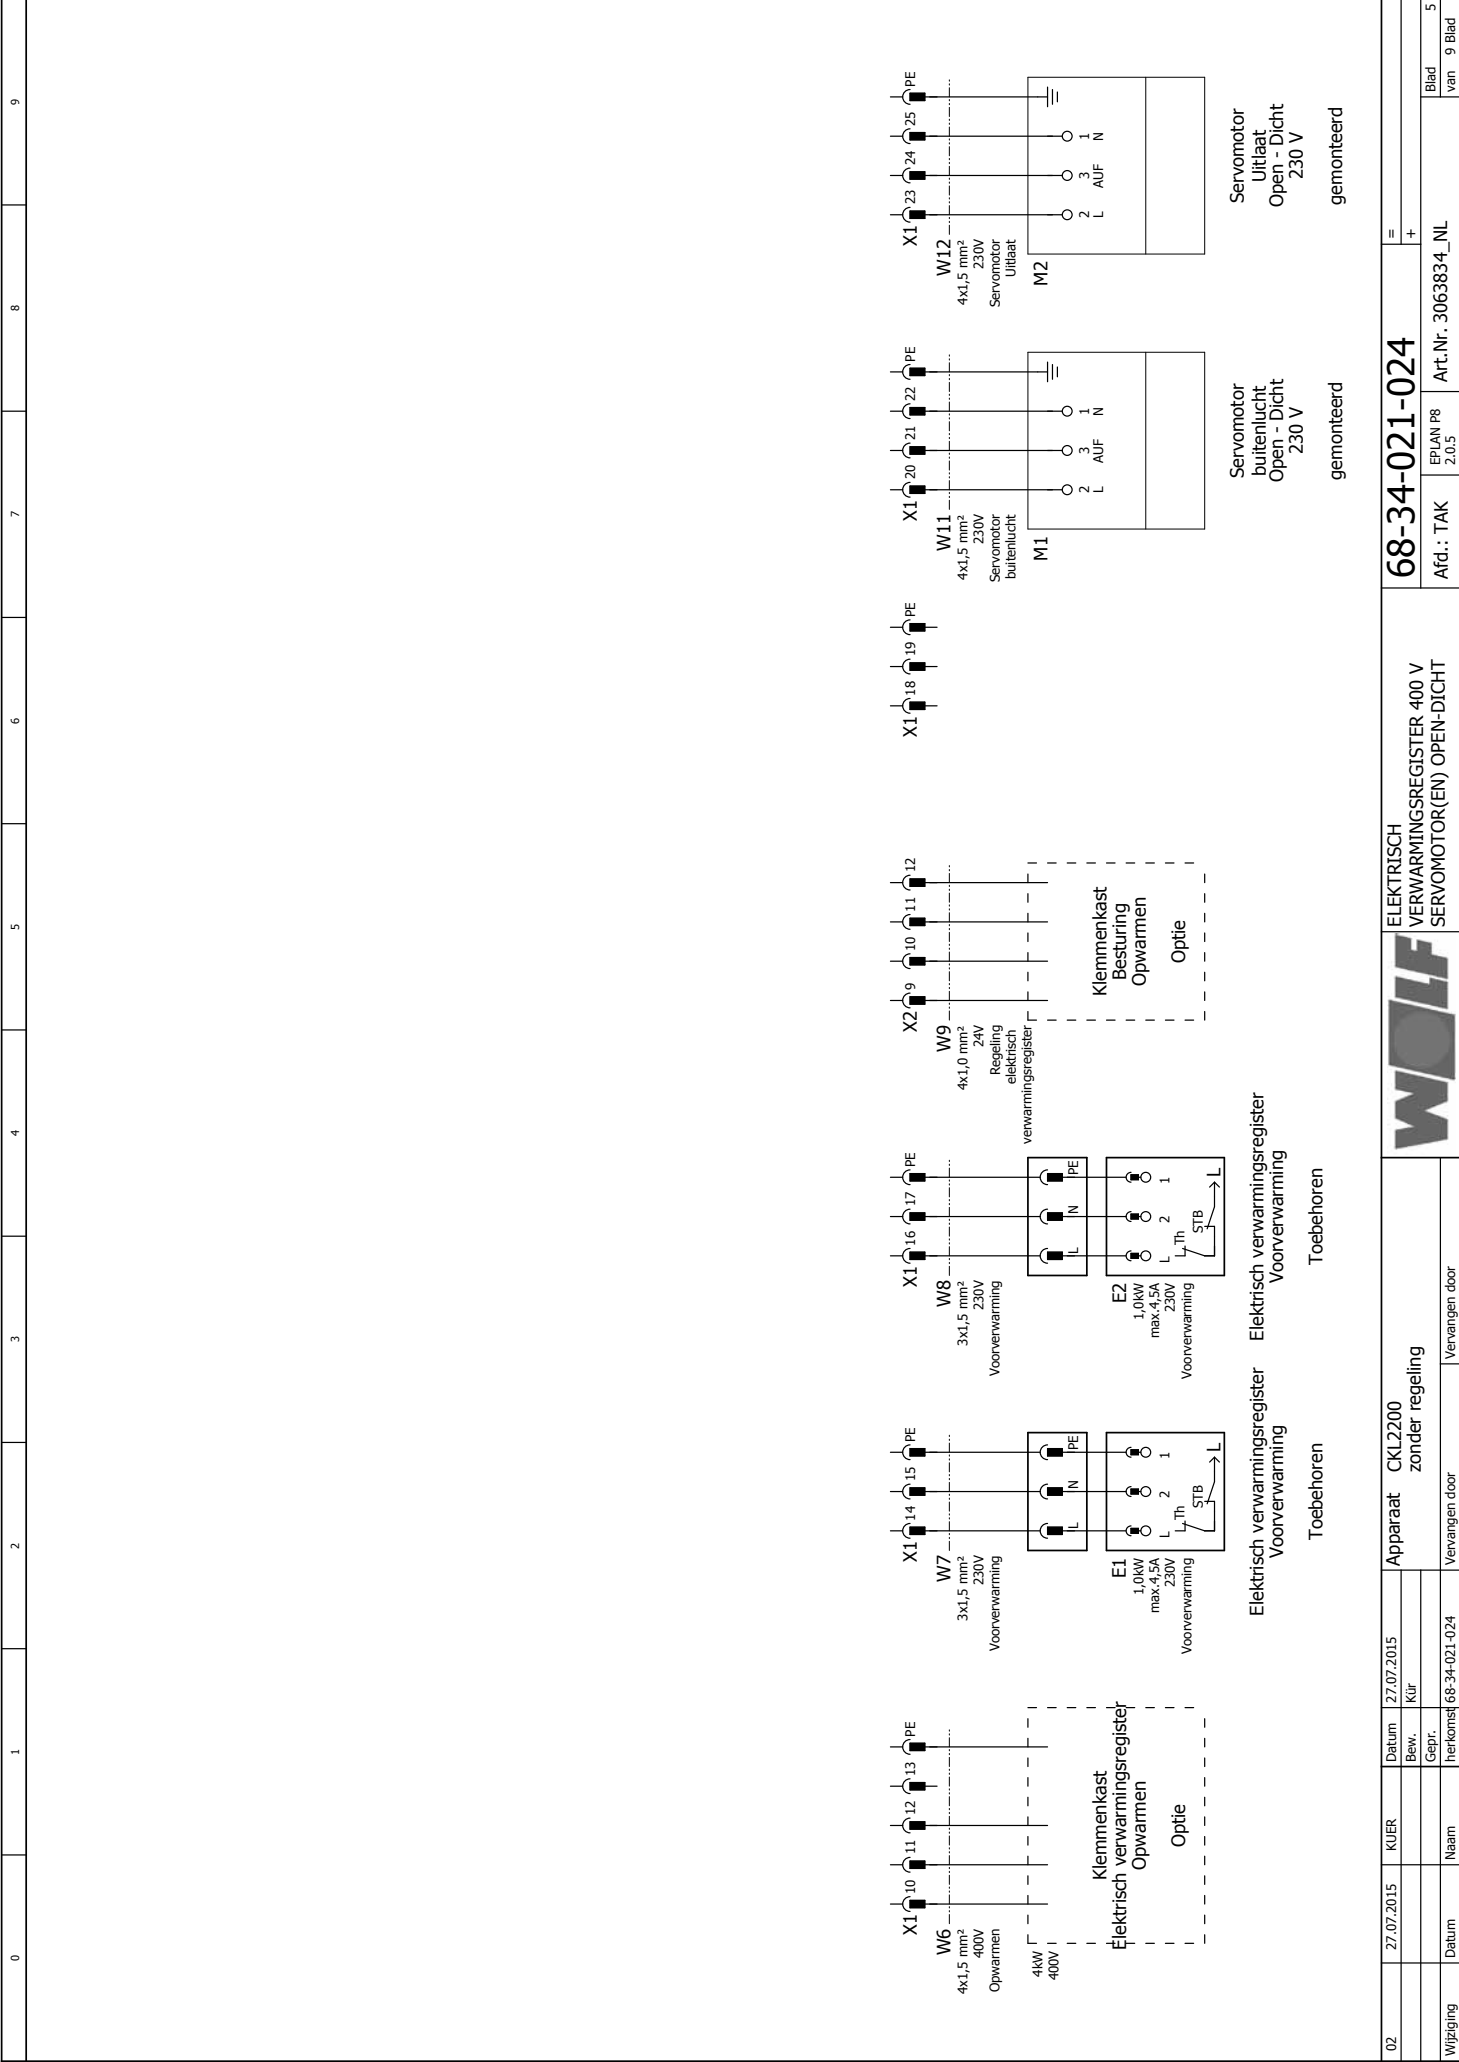 0 1 2 3 4 5 6 7 8 9
X1 10 11 12 13 PE
W6
4x1,5 mm²
400V
Opwarmen
4kW
400V
Klemmenkast
Elektrisch verwarmingsregister
Opwarmen
Optie
X1 14 15 PE
W7
3x1,5 mm²
230V
Voorverwarming
L N PE
E1
1,0kW
max.4,5A
230V
Voorverwarming
L 2 1
Th
STB
L
Elektrisch verwarmingsregister
Voorverwarming
Toebehoren
X1 16 17 PE
W8
3x1,5 mm²
230V
Voorverwarming
L N PE
E2
1,0kW
max.4,5A
230V
Voorverwarming
L 2 1
Th
STB
L
Elektrisch verwarmingsregister
Voorverwarming
Toebehoren
X2 9 10 11 12
W9
4x1,0 mm²
24V
Regeling
elektrisch
verwarmingsregister
Klemmenkast
Besturing
Opwarmen
Optie
X1 18 19 PE
X1 20 21 22 PE
W11
4x1,5 mm²
230V
Servomotor
buitenlucht
M1
2 3 1
L AUF N
Servomotor
buitenlucht
Open - Dicht
230 V
gemonteerd
X1 23 24 25 PE
W12
4x1,5 mm²
230V
Servomotor
Uitlaat
M2
2 3 1
L AUF N
Servomotor
Uitlaat
Open - Dicht
230 V
gemonteerd
02 27.07.2015 KUER
Wijziging Datum Naam
Datum 27.07.2015
Bew. Kür
Gepr.
herkomst 68-34-021-024
Apparaat CKL2200
zonder regeling
Vervangen door Vervangen door
WOLF
ELEKTRISCH
VERWARMINGSREGISTER 400 V
SERVOMOTOR(EN) OPEN-DICHT
68-34-021-024
Afd.: TAK
EPLAN P8
2.0.5
Art.Nr. 3063834_NL
=
+
Blad 5
van 9 Blad